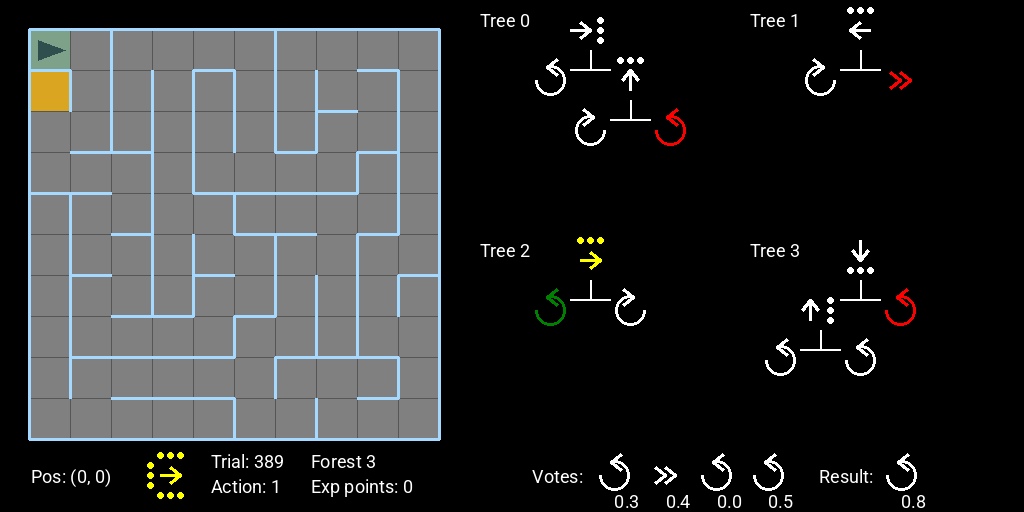 Tree 0
Tree 1
Tree 2
Tree 3
Pos: (0, 0)
Trial: 389
Forest 3
Action: 1
Exp points: 0
Votes:
0.3
0.4
0.0
0.5
Result:
0.8